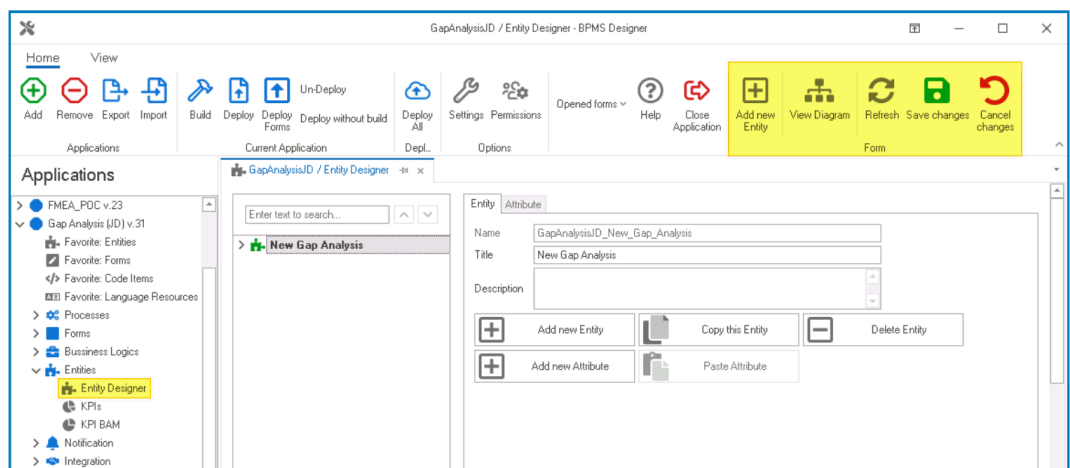 GapAnalysisJD / Entity Designer - BPMS Designer
Home View
Add Remove Export Import Build Deploy Deploy Forms Un-Deploy Deploy without build Deploy All Settings Permissions Opened forms Help Close Application Add new Entity View Diagram Refresh Save changes Cancel changes
Applications Current Application Depl... Options Form
Applications
GapAnalysisJD / Entity Designer
FMEA_POC v.23
Gap Analysis (JD) v.31
Favorite: Entities
Favorite: Forms
Favorite: Code Items
Favorite: Language Resources
Processes
Forms
Bussiness Logics
Entities
Entity Designer
KPIs
KPI BAM
Notification
Integration
Enter text to search...
New Gap Analysis
Entity Attribute
Name GapAnalysisJD_New_Gap_Analysis
Title New Gap Analysis
Description
Add new Entity Copy this Entity Delete Entity
Add new Attribute Paste Attribute